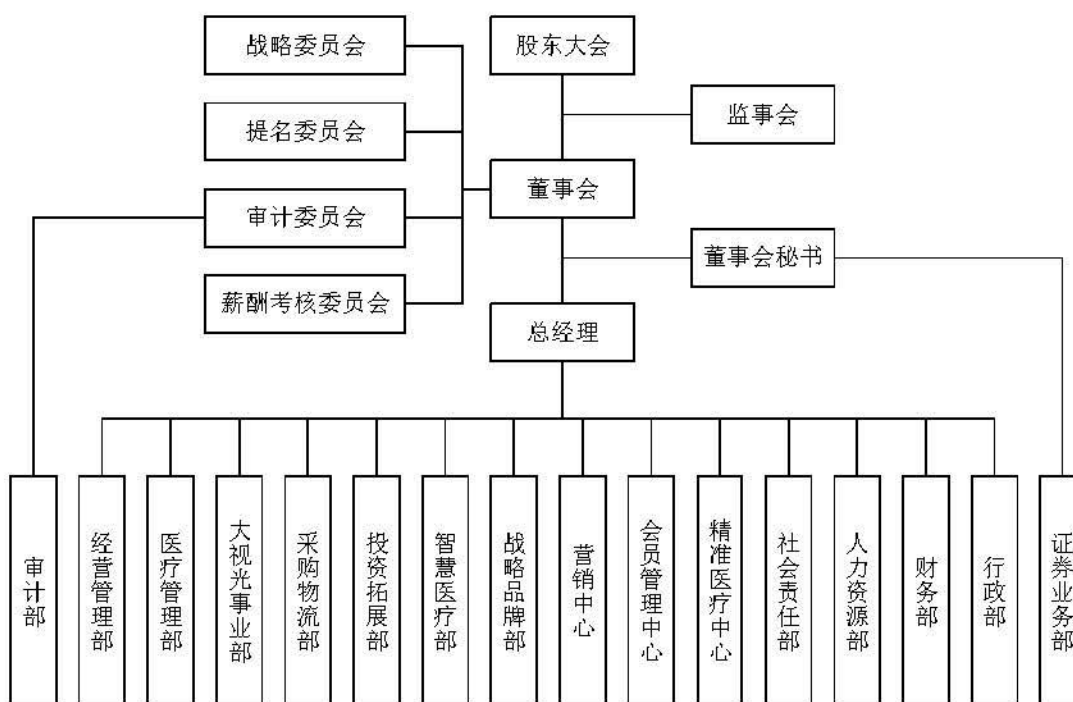 战略委员会
股东大会
提名委员会
监事会
董事会
审计委员会
董事会秘书
薪酬考核委员会
总经理
审计部
经营管理部
医疗管理部
大视光事业部
采购物流部
投资拓展部
智慧医疗部
战略品牌部
营销中心
会员管理中心
精准医疗中心
社会责任部
人力资源部
财务部
行政部
证券业务部